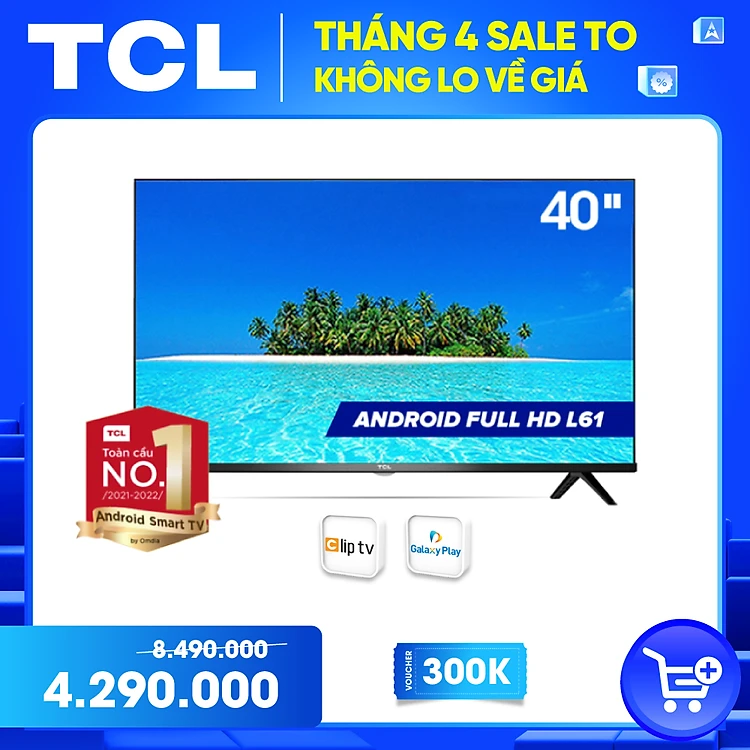 TCL
THÁNG 4 SALE TO
KHÔNG LO VỀ GIÁ
%
40"
ANDROID FULL HD L61
TCL
TCL
Toàn cầu
NO.1
/2021-2022/
Android Smart TV
by Omdia
Clip tv
Galaxy Play
8.490.000
4.290.000
VOUCHER
300K